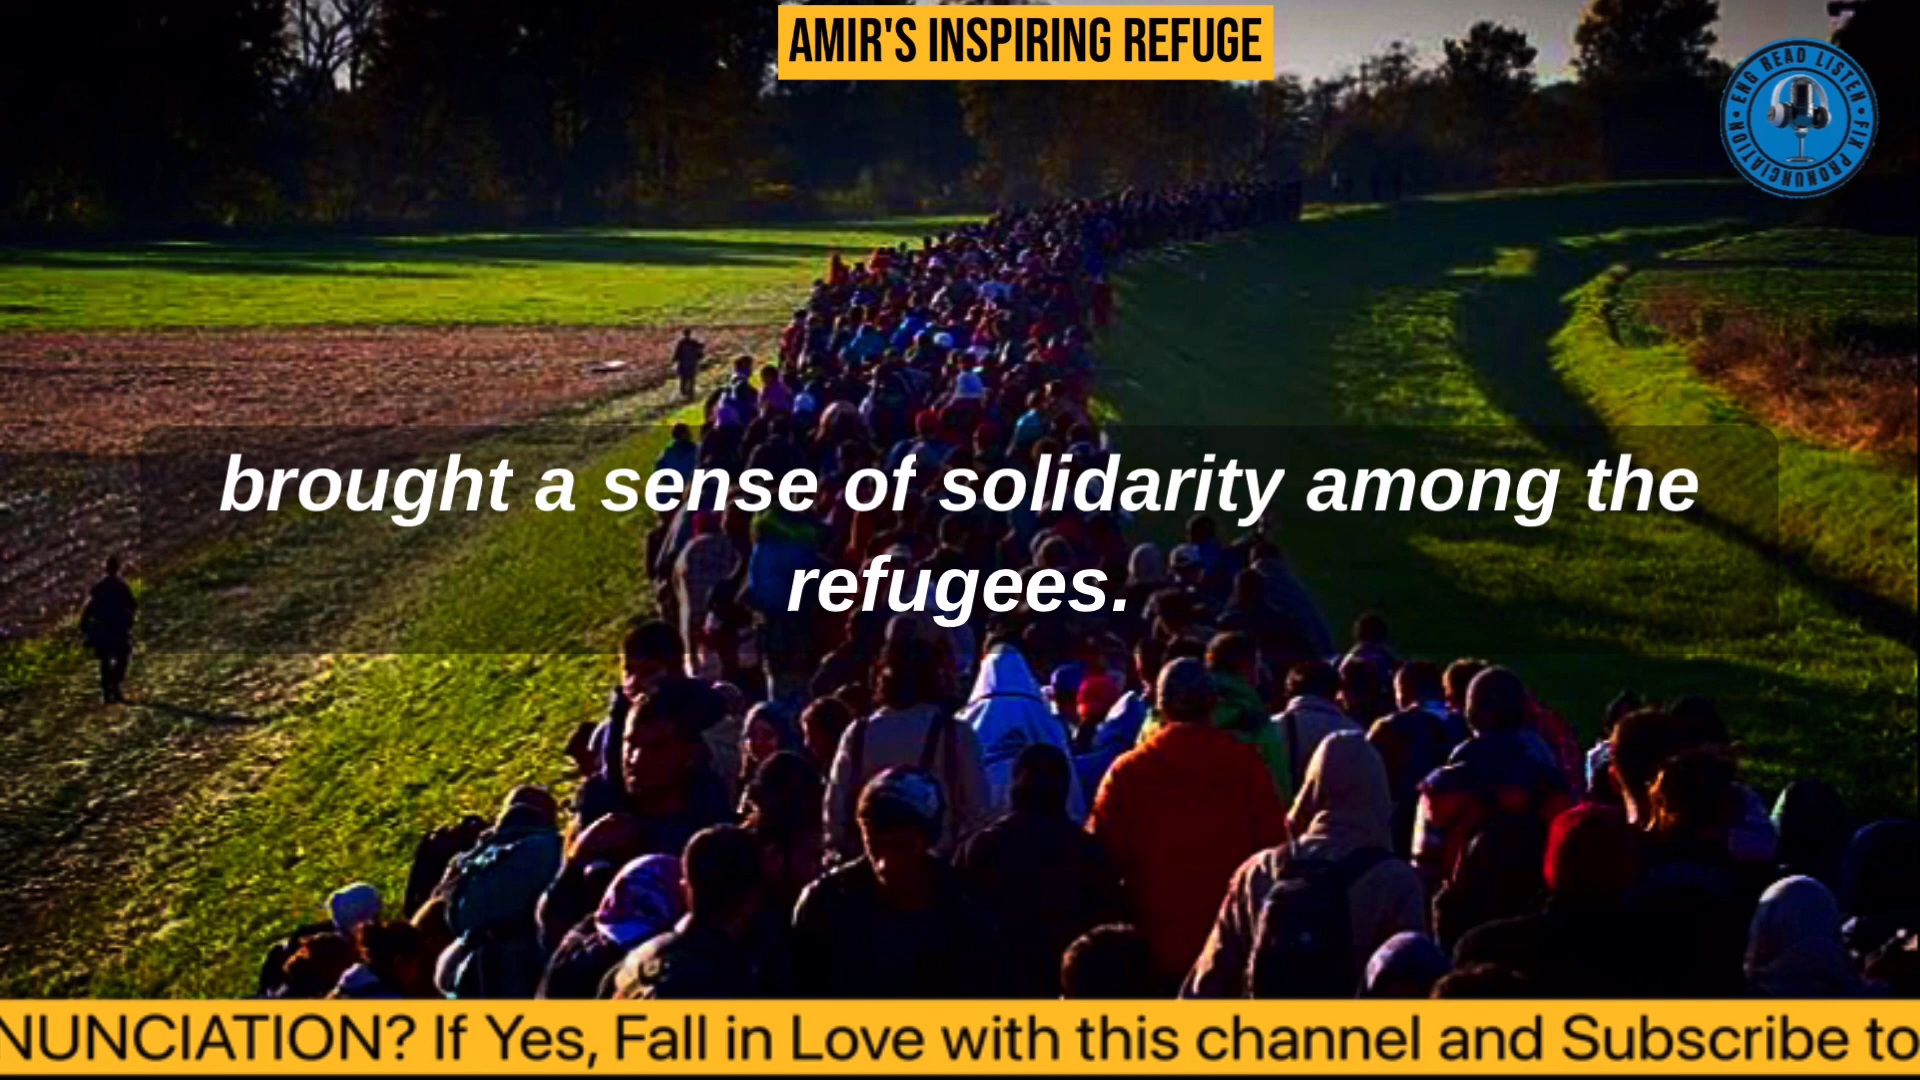 AMIR'S INSPIRING REFUGE
ENG READ LISTEN • FIX PRONUNCIATION •
brought a sense of solidarity among the
refugees.
NUNCIATION? If Yes, Fall in Love with this channel and Subscribe to